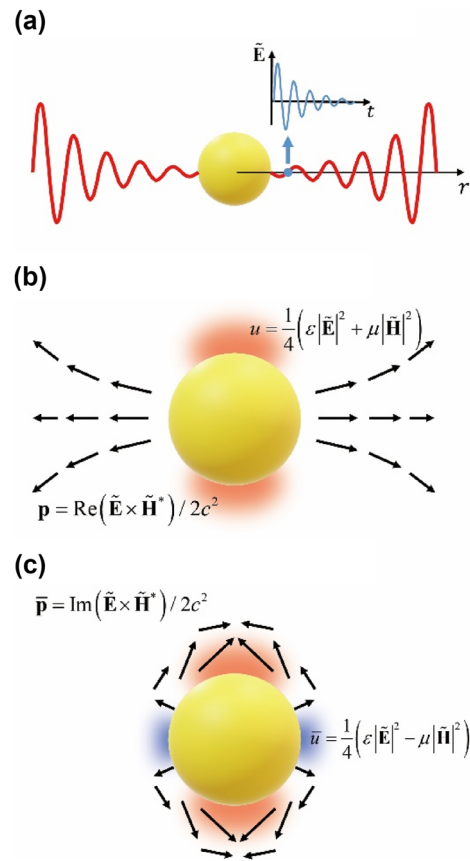 (a)
Ẽ
t
r
(b)
u = 1/4(ε|Ẽ|² + μ|H̃|²)
p = Re(Ẽ × H̃*)/2c²
(c)
p̄ = Im(Ẽ × H̃*)/2c²
ū = 1/4(ε|Ẽ|² − μ|H̃|²)